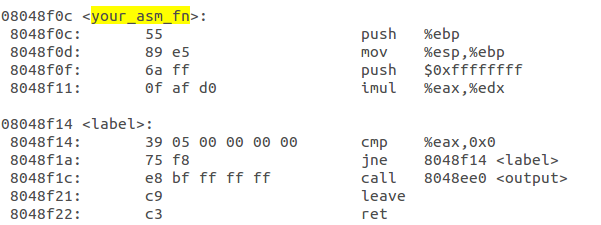 08048f0c <your_asm_fn>:
8048f0c: 55 push %ebp
8048f0d: 89 e5 mov %esp,%ebp
8048f0f: 6a ff push $0xffffffff
8048f11: 0f af d0 imul %eax,%edx
08048f14 <label>:
8048f14: 39 05 00 00 00 00 cmp %eax,0x0
8048f1a: 75 f8 jne 8048f14 <label>
8048f1c: e8 bf ff ff ff call 8048ee0 <output>
8048f21: c9 leave
8048f22: c3 ret